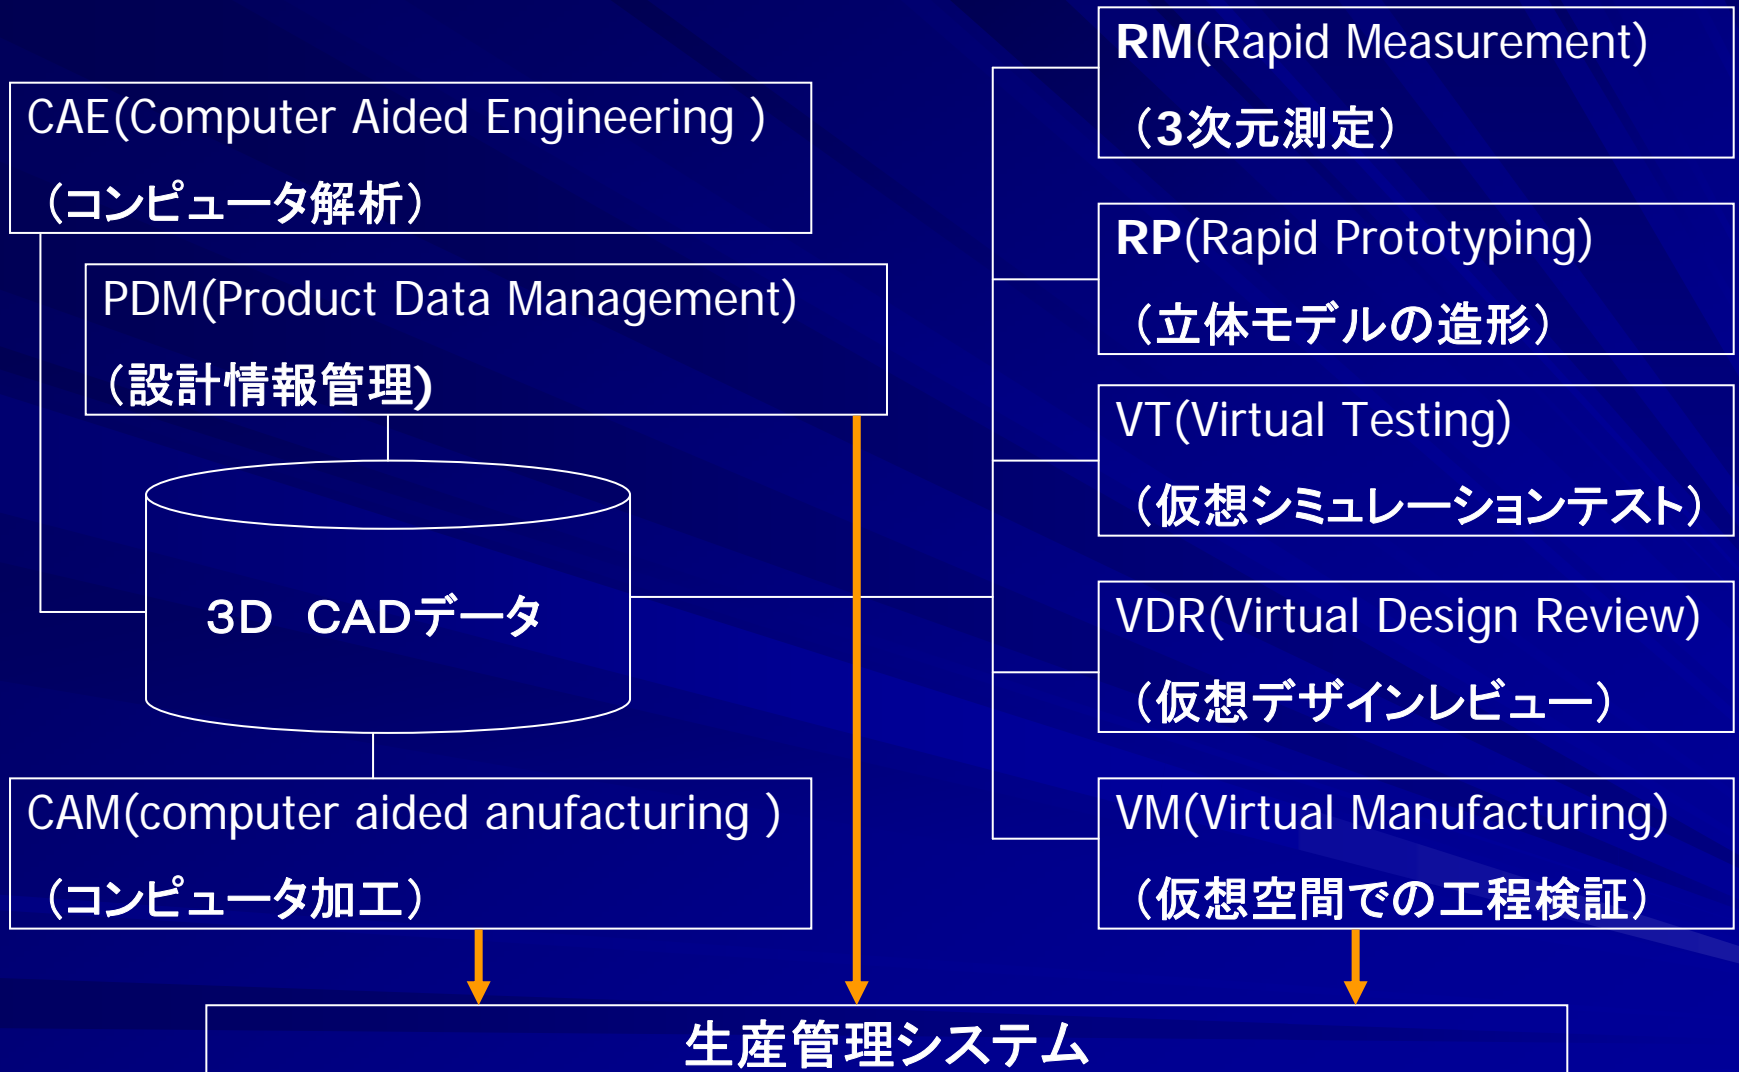 CAE(Computer Aided Engineering )
（コンピュータ解析）
PDM(Product Data Management)
（設計情報管理)
3D　CADデータ
CAM(computer aided anufacturing )
（コンピュータ加工）
RM(Rapid Measurement)
（3次元測定）
RP(Rapid Prototyping)
（立体モデルの造形）
VT(Virtual Testing)
（仮想シミュレーションテスト）
VDR(Virtual Design Review)
（仮想デザインレビュー）
VM(Virtual Manufacturing)
（仮想空間での工程検証）
生産管理システム